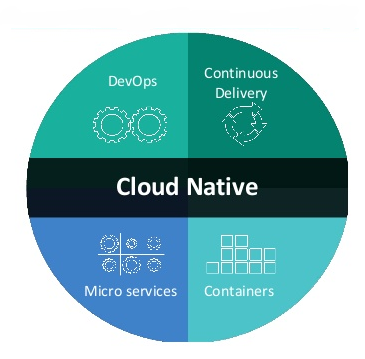 DevOps
Continuous
Delivery
Cloud Native
Micro services
Containers